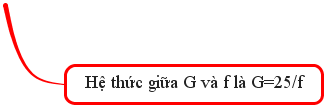 Hệ thức giữa G và f là G=25/f